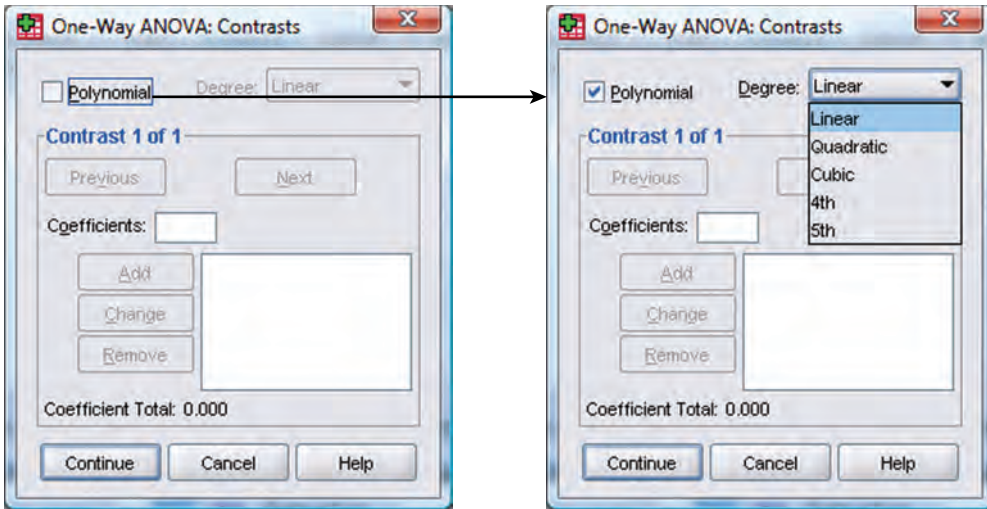 One-Way ANOVA: Contrasts
Polynomial Degree: Linear
Contrast 1 of 1
Previous Next
Coefficients:
Add
Change
Remove
Coefficient Total: 0.000
Continue Cancel Help
One-Way ANOVA: Contrasts
Polynomial Degree: Linear
Linear
Quadratic
Cubic
4th
5th
Contrast 1 of 1
Previous
Coefficients:
Add
Change
Remove
Coefficient Total: 0.000
Continue Cancel Help